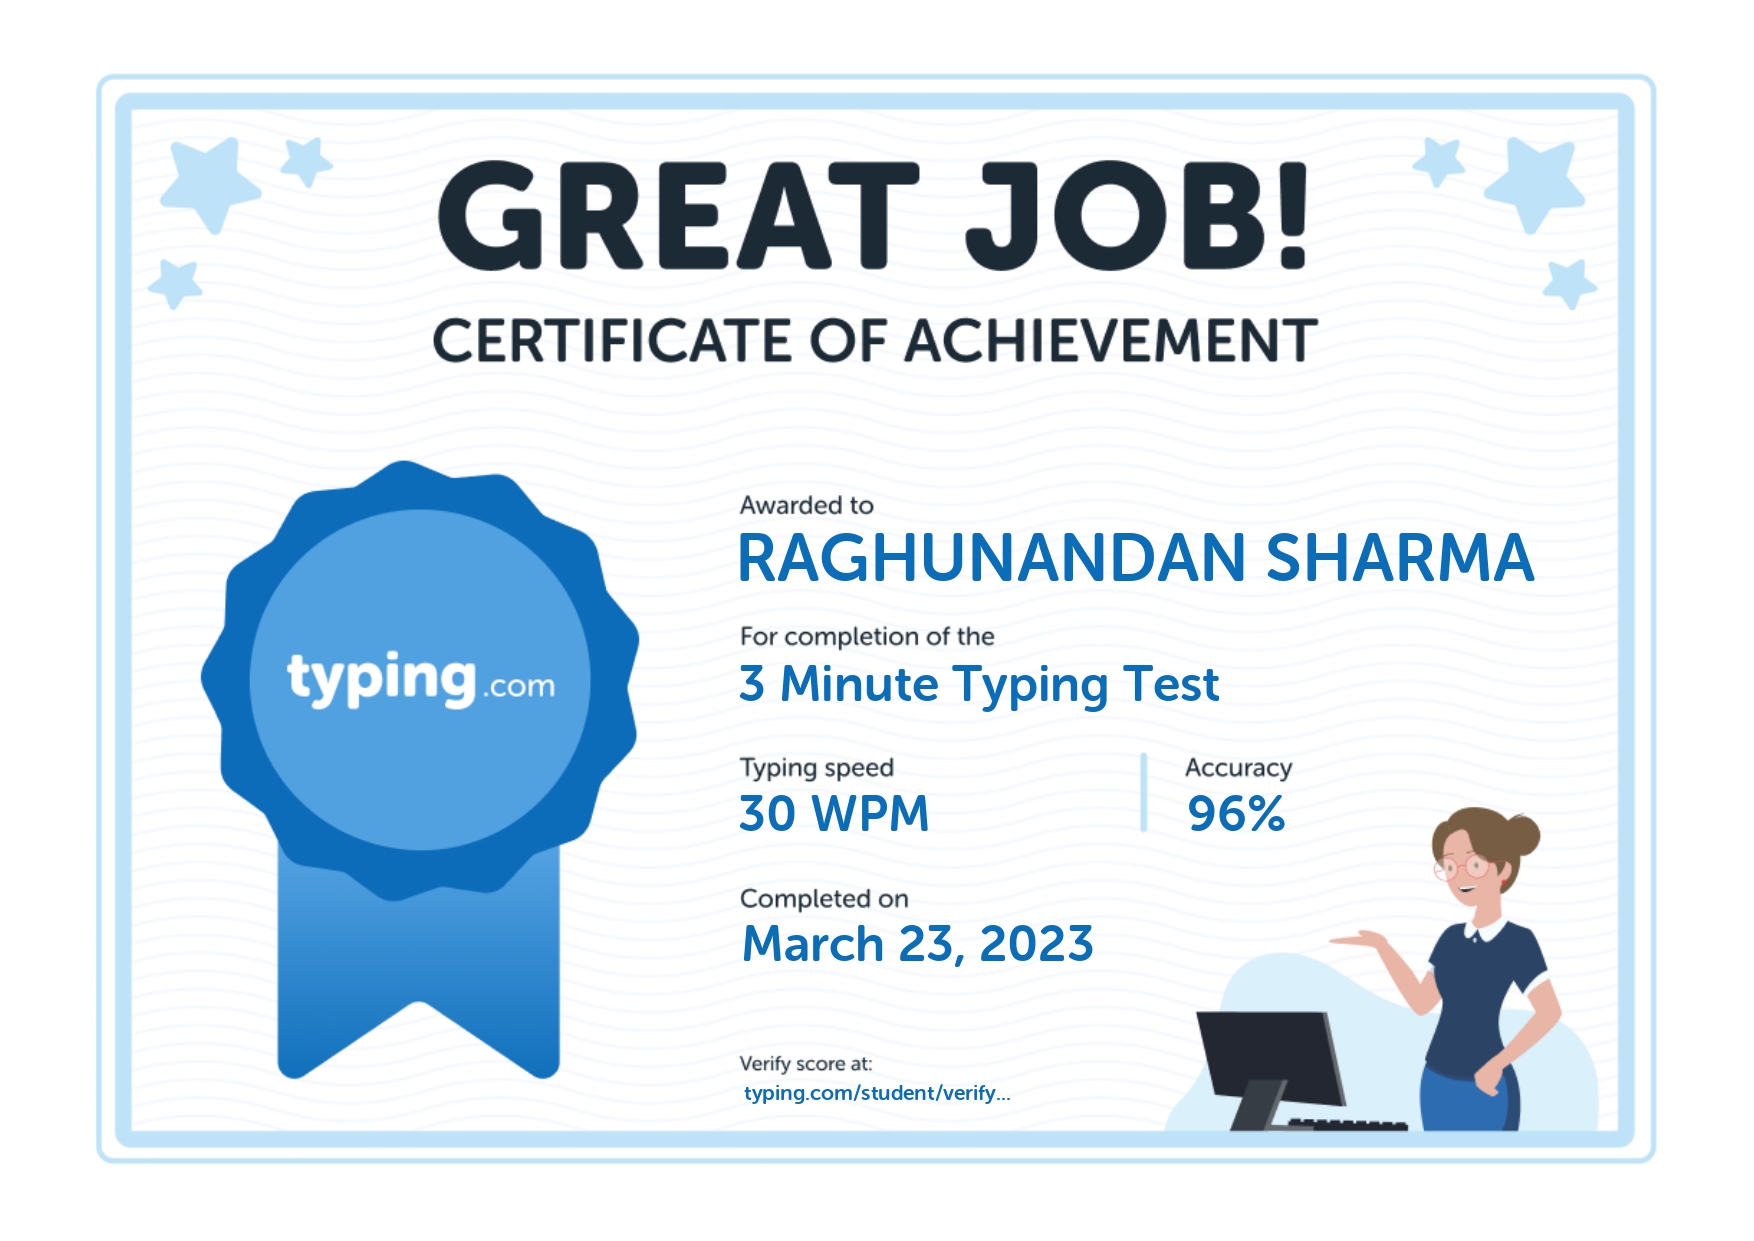 GREAT JOB!
CERTIFICATE OF ACHIEVEMENT
typing.com
Awarded to
RAGHUNANDAN SHARMA
For completion of the
3 Minute Typing Test
Typing speed
30 WPM
Accuracy
96%
Completed on
March 23, 2023
Verify score at:
typing.com/student/verify...